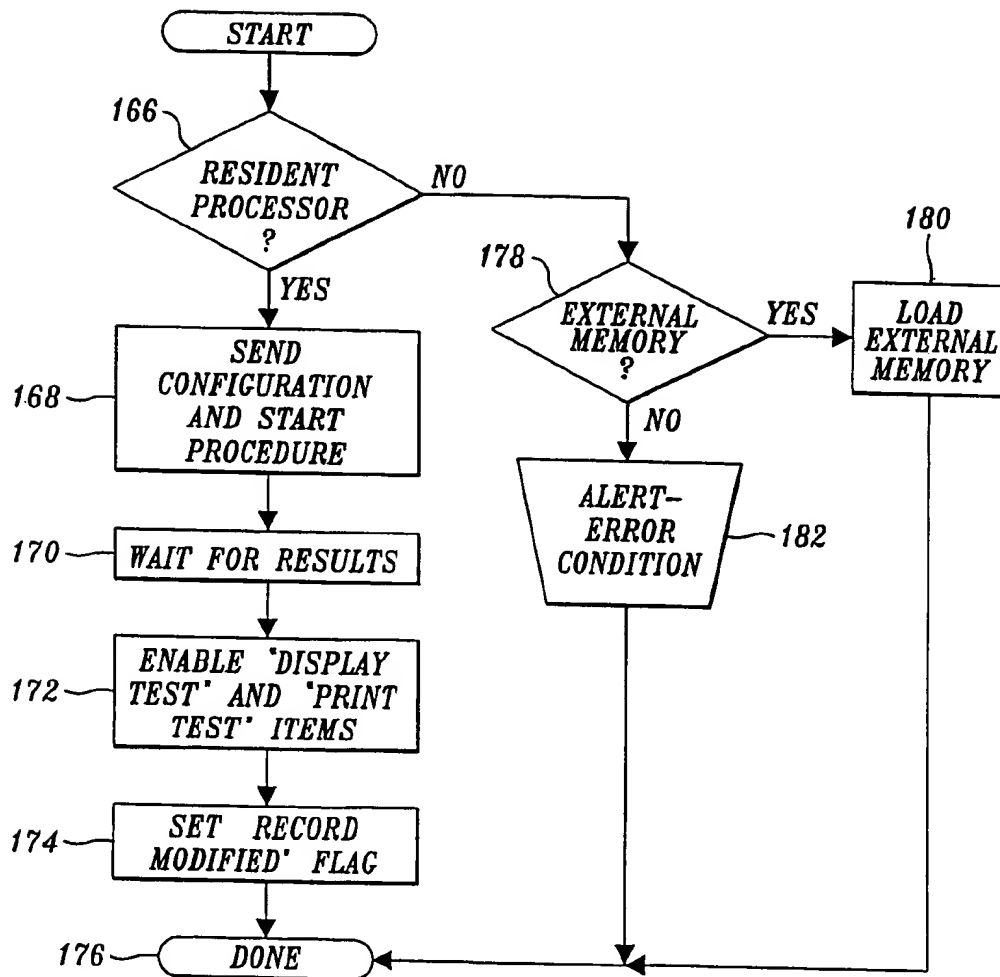 START
166
RESIDENT
PROCESSOR
?
NO
YES
178
EXTERNAL
MEMORY
?
YES
NO
180
LOAD
EXTERNAL
MEMORY
168
SEND
CONFIGURATION
AND START
PROCEDURE
ALERT-
ERROR
CONDITION
182
170
WAIT FOR RESULTS
172
ENABLE "DISPLAY
TEST" AND "PRINT
TEST" ITEMS
174
SET RECORD
MODIFIED" FLAG
176
DONE